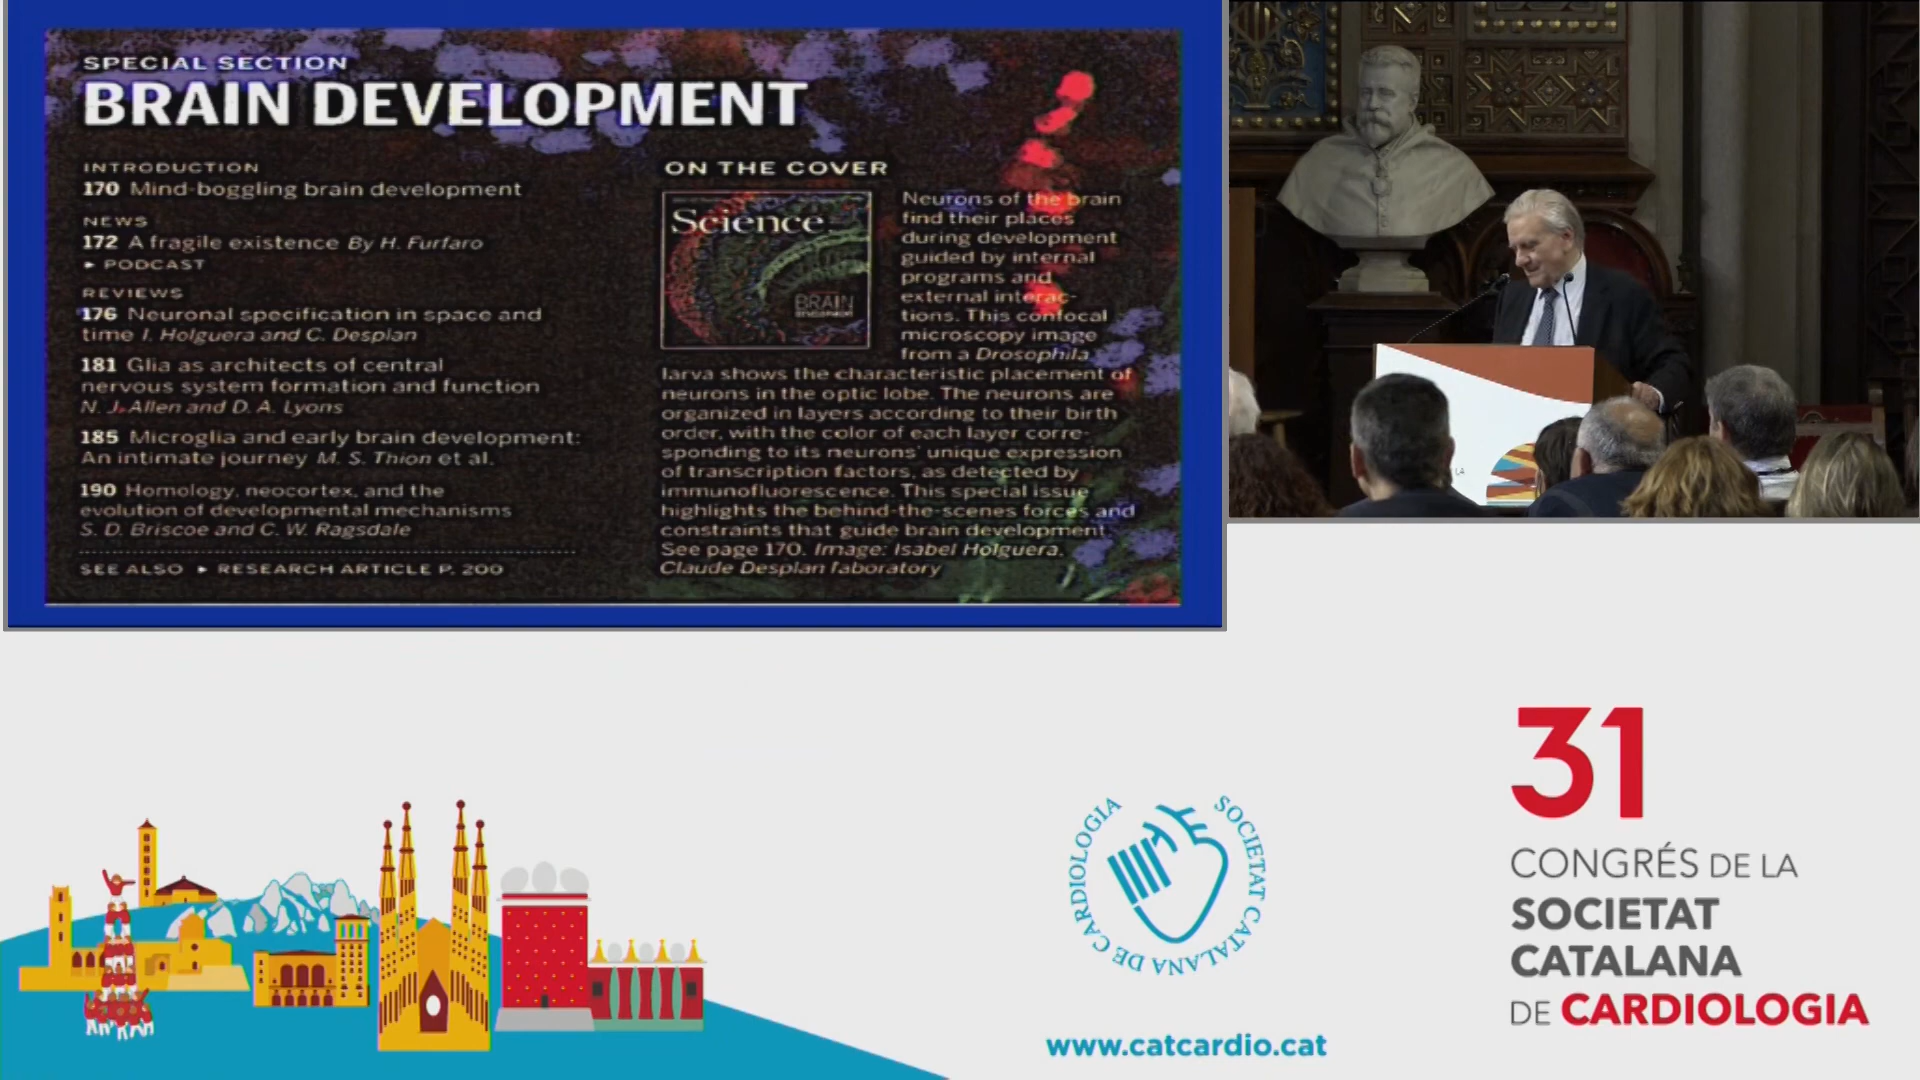 SPECIAL SECTION
BRAIN DEVELOPMENT
INTRODUCTION
170 Mind-boggling brain development
NEWS
172 A fragile existence By H. Furfaro
► PODCAST
REVIEWS
176 Neuronal specification in space and
time I. Holguera and C. Desplan
181 Glia as architects of central
nervous system formation and function
N. J. Allen and D. A. Lyons
185 Microglia and early brain development:
An intimate journey M. S. Thion et al.
190 Homology, neocortex, and the
evolution of developmental mechanisms
S. D. Briscoe and C. W. Ragsdale
SEE ALSO ► RESEARCH ARTICLE P. 200
ON THE COVER
Science
BRAIN
DEVELOPMENT
Neurons of the brain
find their places
during development
guided by internal
programs and
external interac-
tions. This confocal
microscopy image
from a Drosophila
larva shows the characteristic placement of
neurons in the optic lobe. The neurons are
organized in layers according to their birth
order, with the color of each layer corre-
sponding to its neurons' unique expression
of transcription factors, as detected by
immunofluorescence. This special issue
highlights the behind-the-scenes forces and
constraints that guide brain development.
See page 170. Image: Isabel Holguera,
Claude Desplan laboratory
LA
SOCIETAT CATALANA DE CARDIOLOGIA
www.catcardio.cat
31
CONGRÉS DE LA
SOCIETAT
CATALANA
DE CARDIOLOGIA